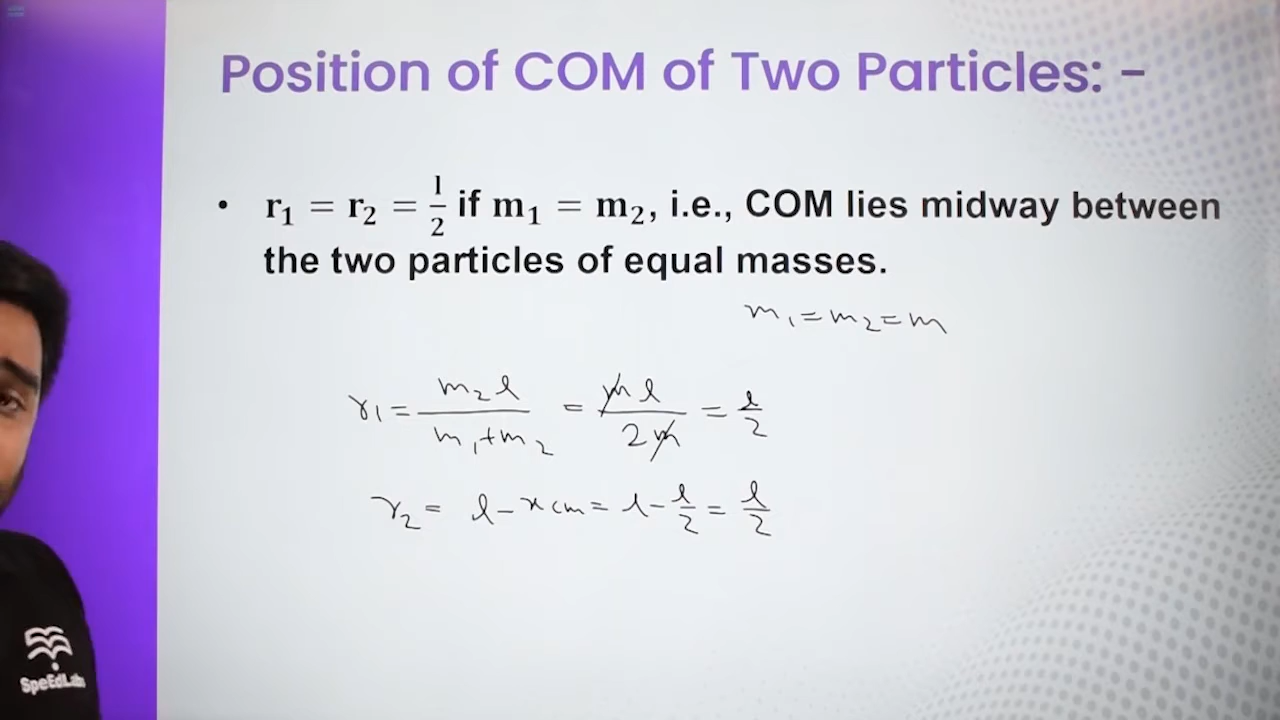 Position of COM of Two Particles: -
• r₁ = r₂ = l/2 if m₁ = m₂, i.e., COM lies midway between
the two particles of equal masses.
m₁ = m₂ = m
r₁ = m₂l/(m₁+m₂) = ml/2m = l/2
r₂ = l - xcm = l - l/2 = l/2
SpeEdLabs